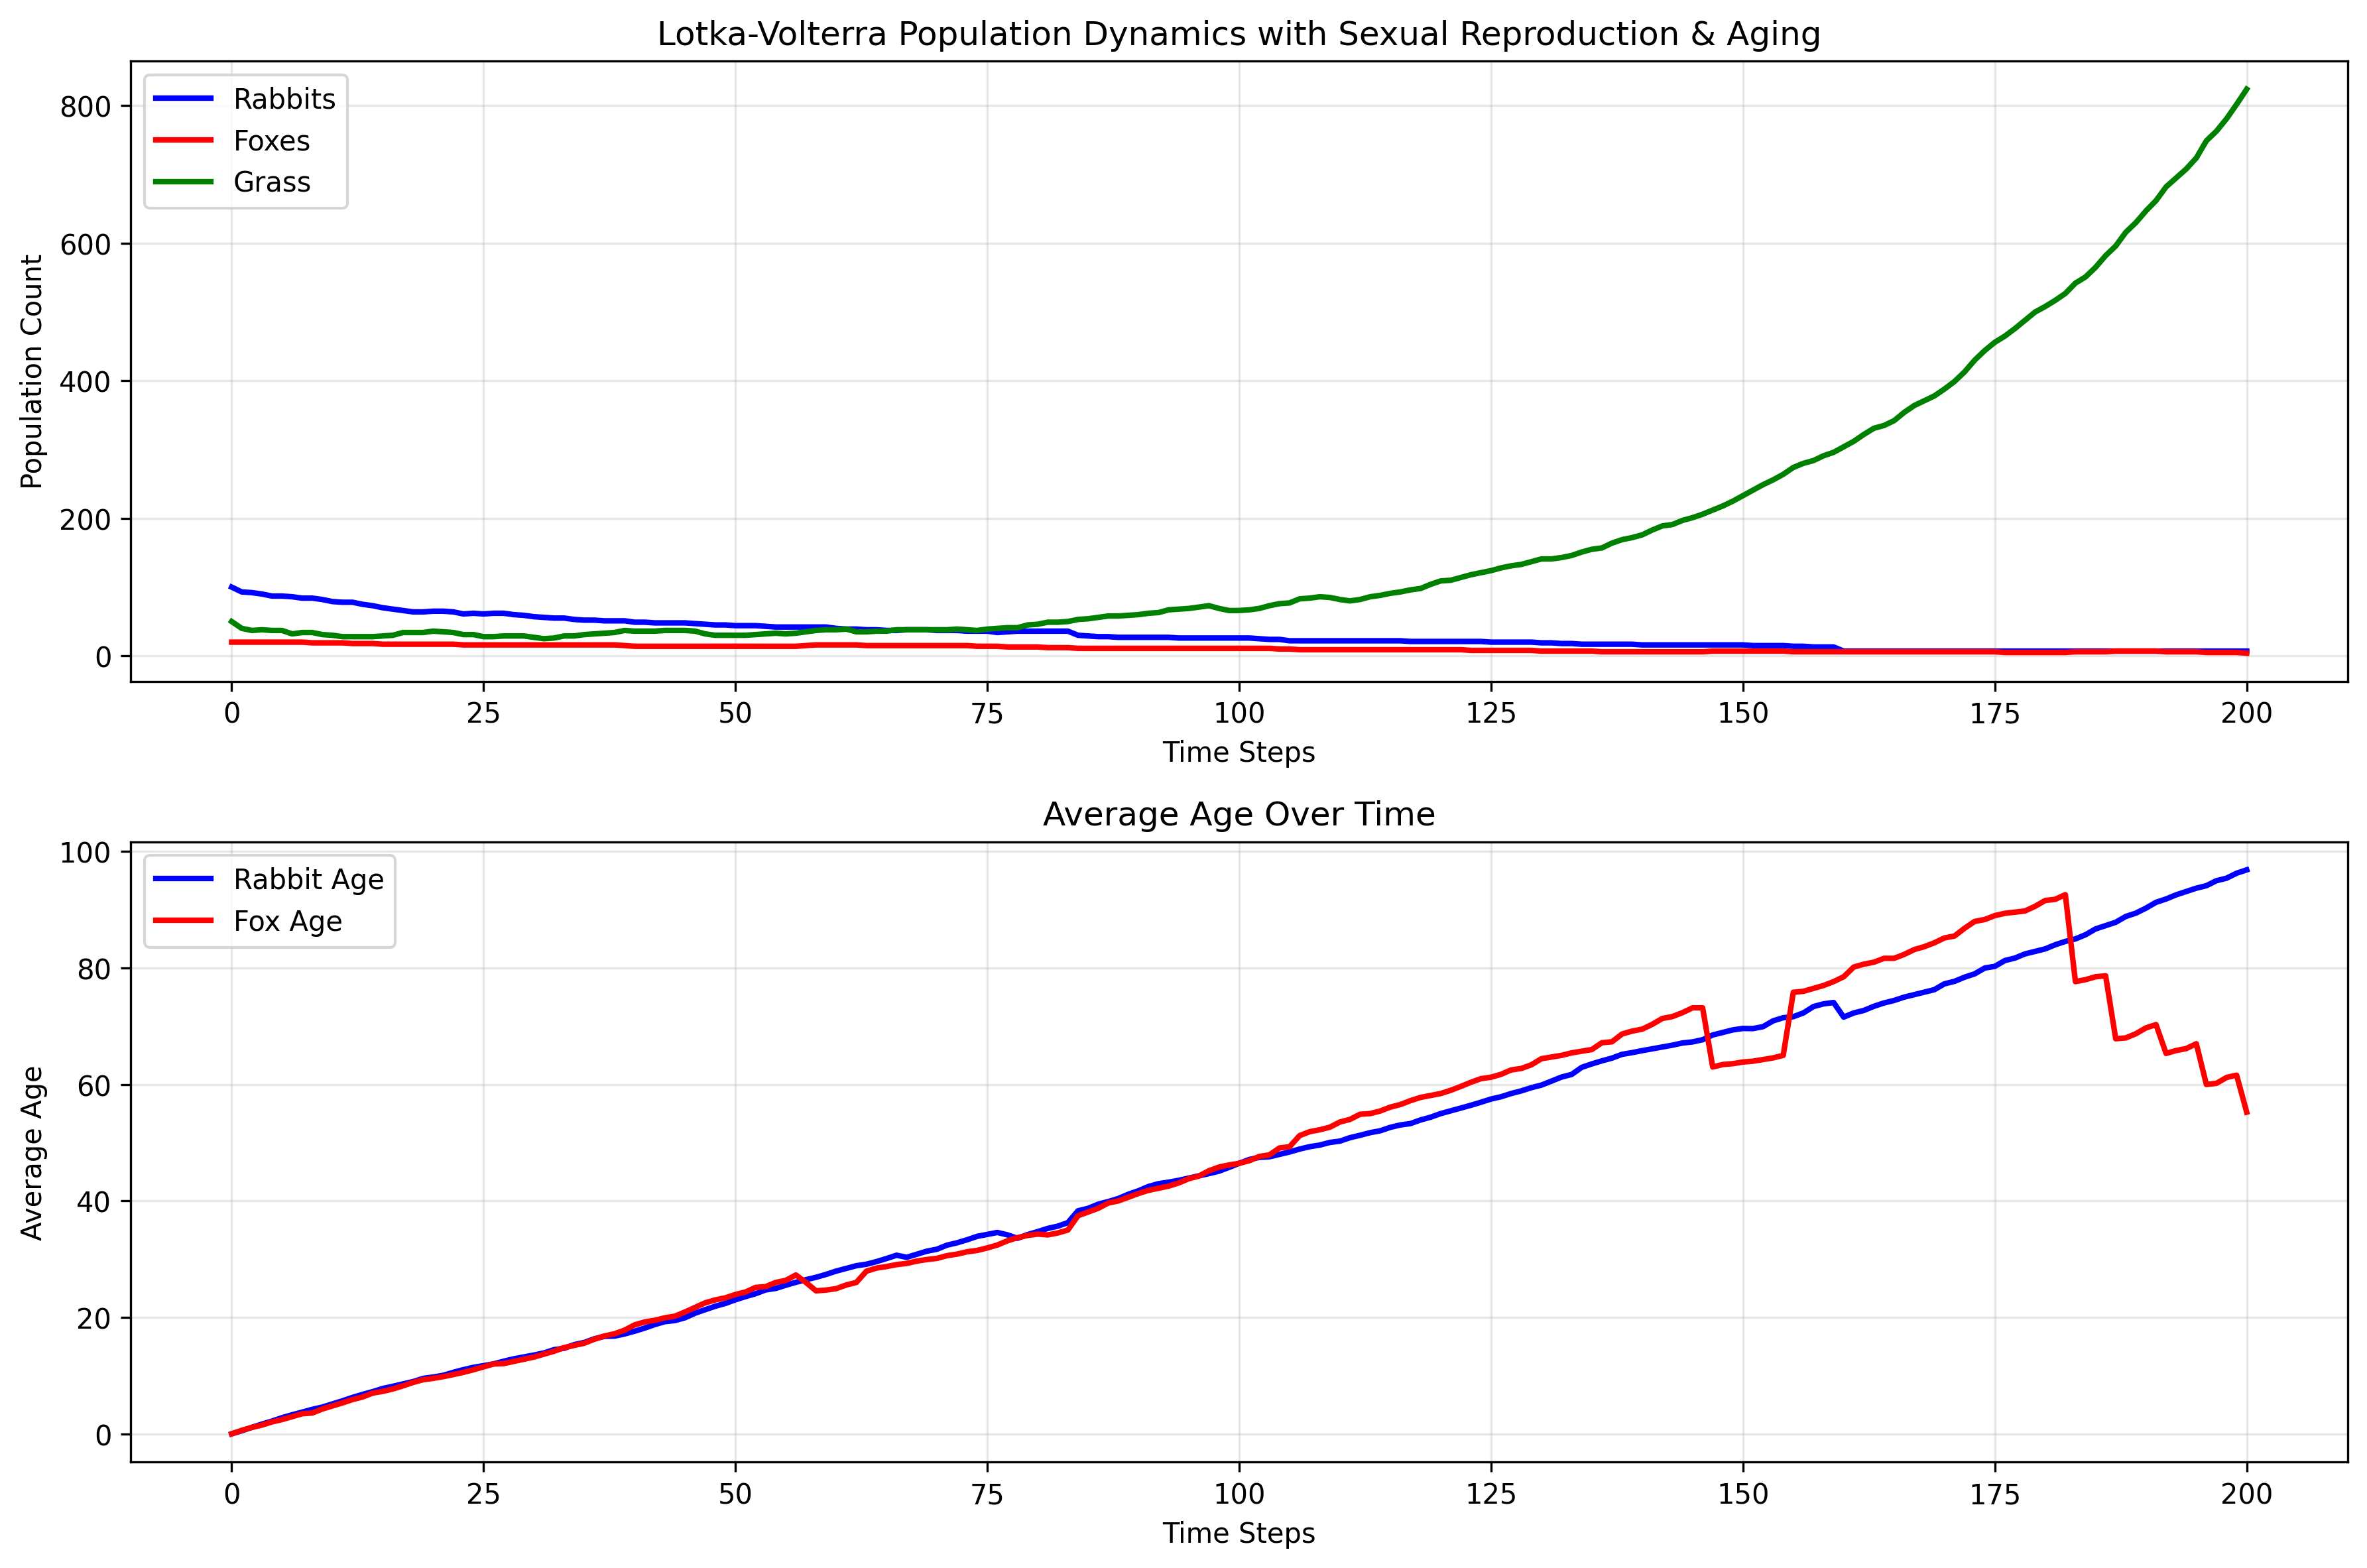 Lotka-Volterra Population Dynamics with Sexual Reproduction & Aging
Rabbits
Foxes
Grass
Population Count
800
600
400
200
0
0 25 50 75 100 125 150 175 200
Time Steps
Average Age Over Time
Rabbit Age
Fox Age
Average Age
100
80
60
40
20
0
0 25 50 75 100 125 150 175 200
Time Steps